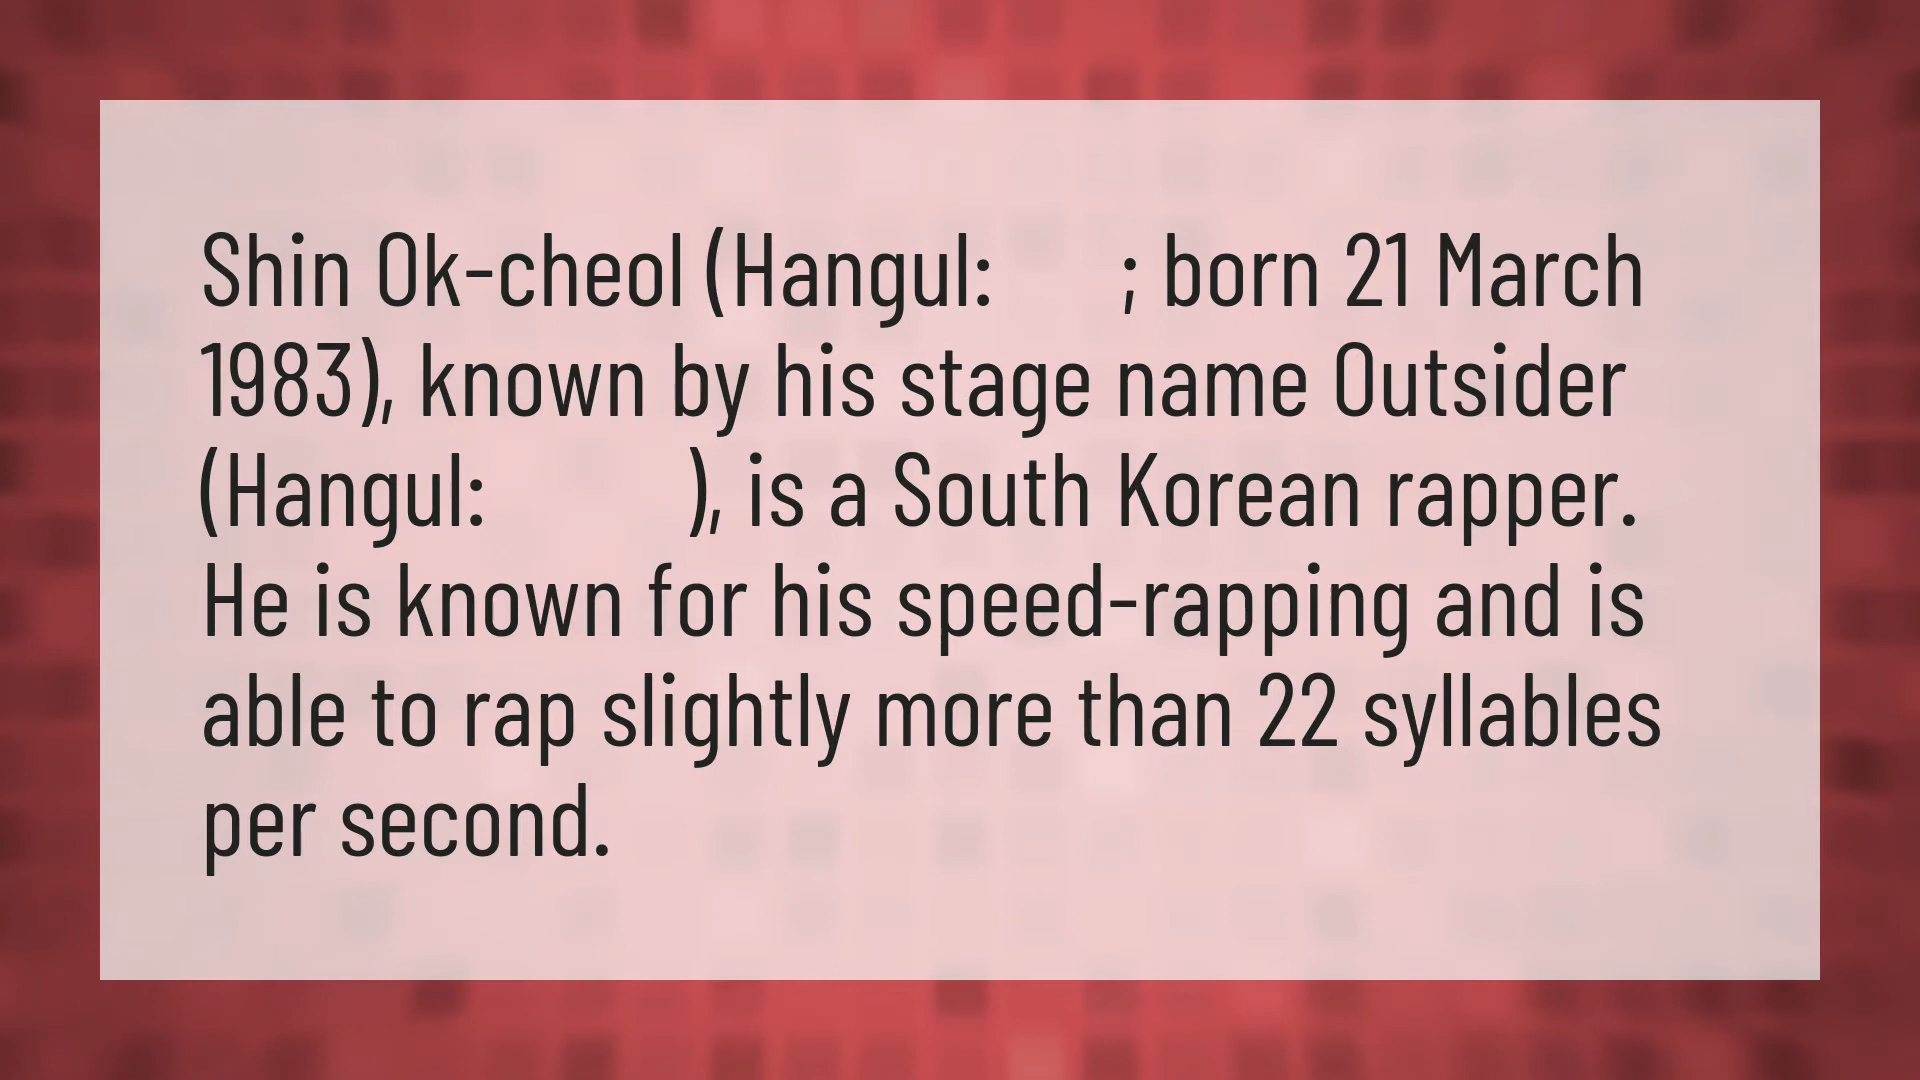 Shin Ok-cheol (Hangul: ; born 21 March
1983), known by his stage name Outsider
(Hangul: ), is a South Korean rapper.
He is known for his speed-rapping and is
able to rap slightly more than 22 syllables
per second.